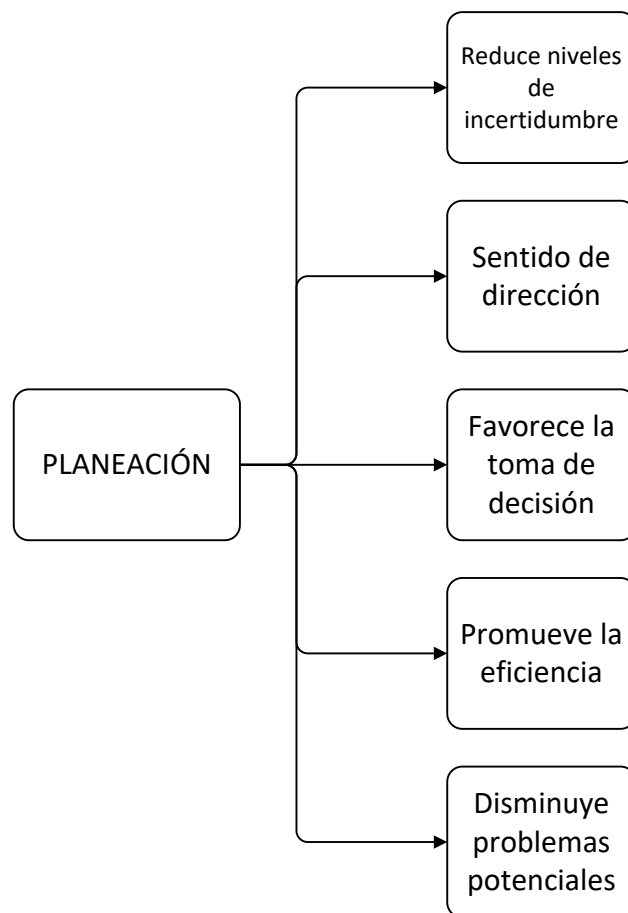 Reduce niveles
de
incertidumbre
Sentido de
dirección
PLANEACIÓN
Favorece la
toma de
decisión
Promueve la
eficiencia
Disminuye
problemas
potenciales